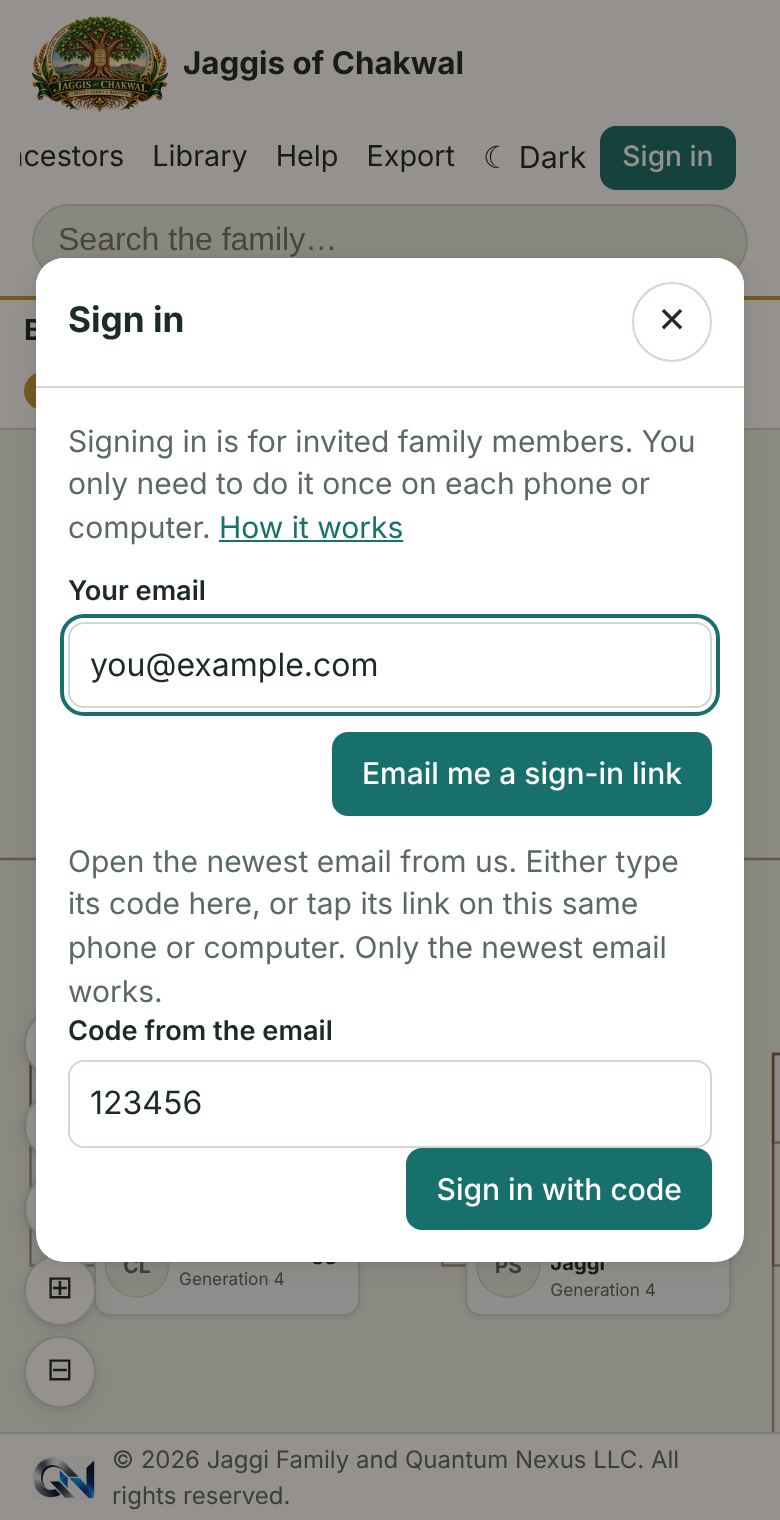 JAGGIS OF CHAKWAL
Jaggis of Chakwal
cestors Library Help Export ☾ Dark Sign in
Search the family…
Sign in
✕
Signing in is for invited family members. You
only need to do it once on each phone or
computer. How it works
Your email
you@example.com
Email me a sign-in link
Open the newest email from us. Either type
its code here, or tap its link on this same
phone or computer. Only the newest email
works.
Code from the email
123456
Sign in with code
CL
Generation 4
PS Jaggi
Generation 4
QN
© 2026 Jaggi Family and Quantum Nexus LLC. All
rights reserved.